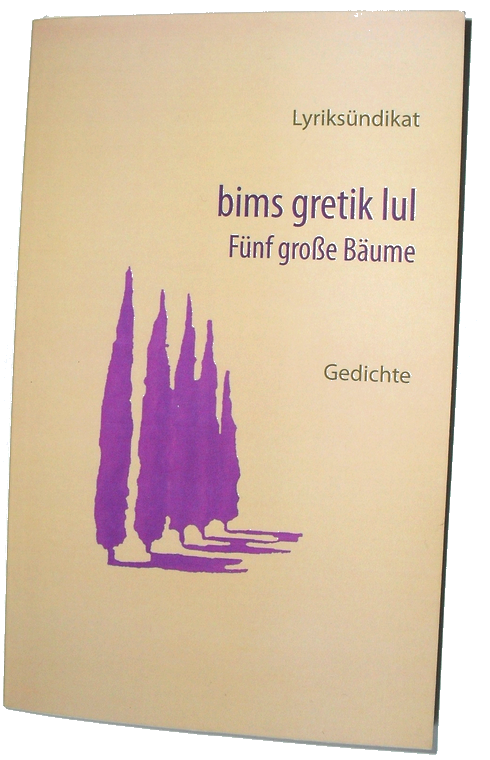 Lyriksündikat
bims gretik lul
Fünf große Bäume
Gedichte